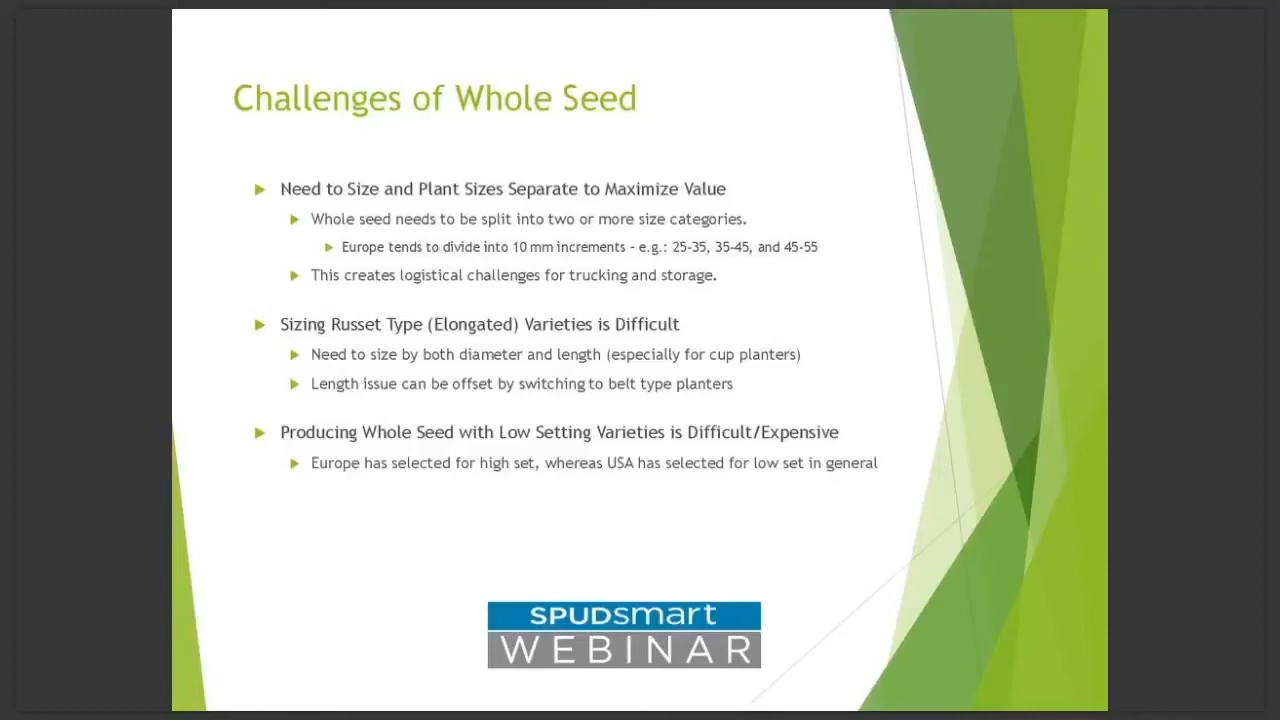 Challenges of Whole Seed
Need to Size and Plant Sizes Separate to Maximize Value
Whole seed needs to be split into two or more size categories.
Europe tends to divide into 10 mm increments - e.g.: 25-35, 35-45, and 45-55
This creates logistical challenges for trucking and storage.
Sizing Russet Type (Elongated) Varieties is Difficult
Need to size by both diameter and length (especially for cup planters)
Length issue can be offset by switching to belt type planters
Producing Whole Seed with Low Setting Varieties is Difficult/Expensive
Europe has selected for high set, whereas USA has selected for low set in general
SPUDsmart
WEBINAR